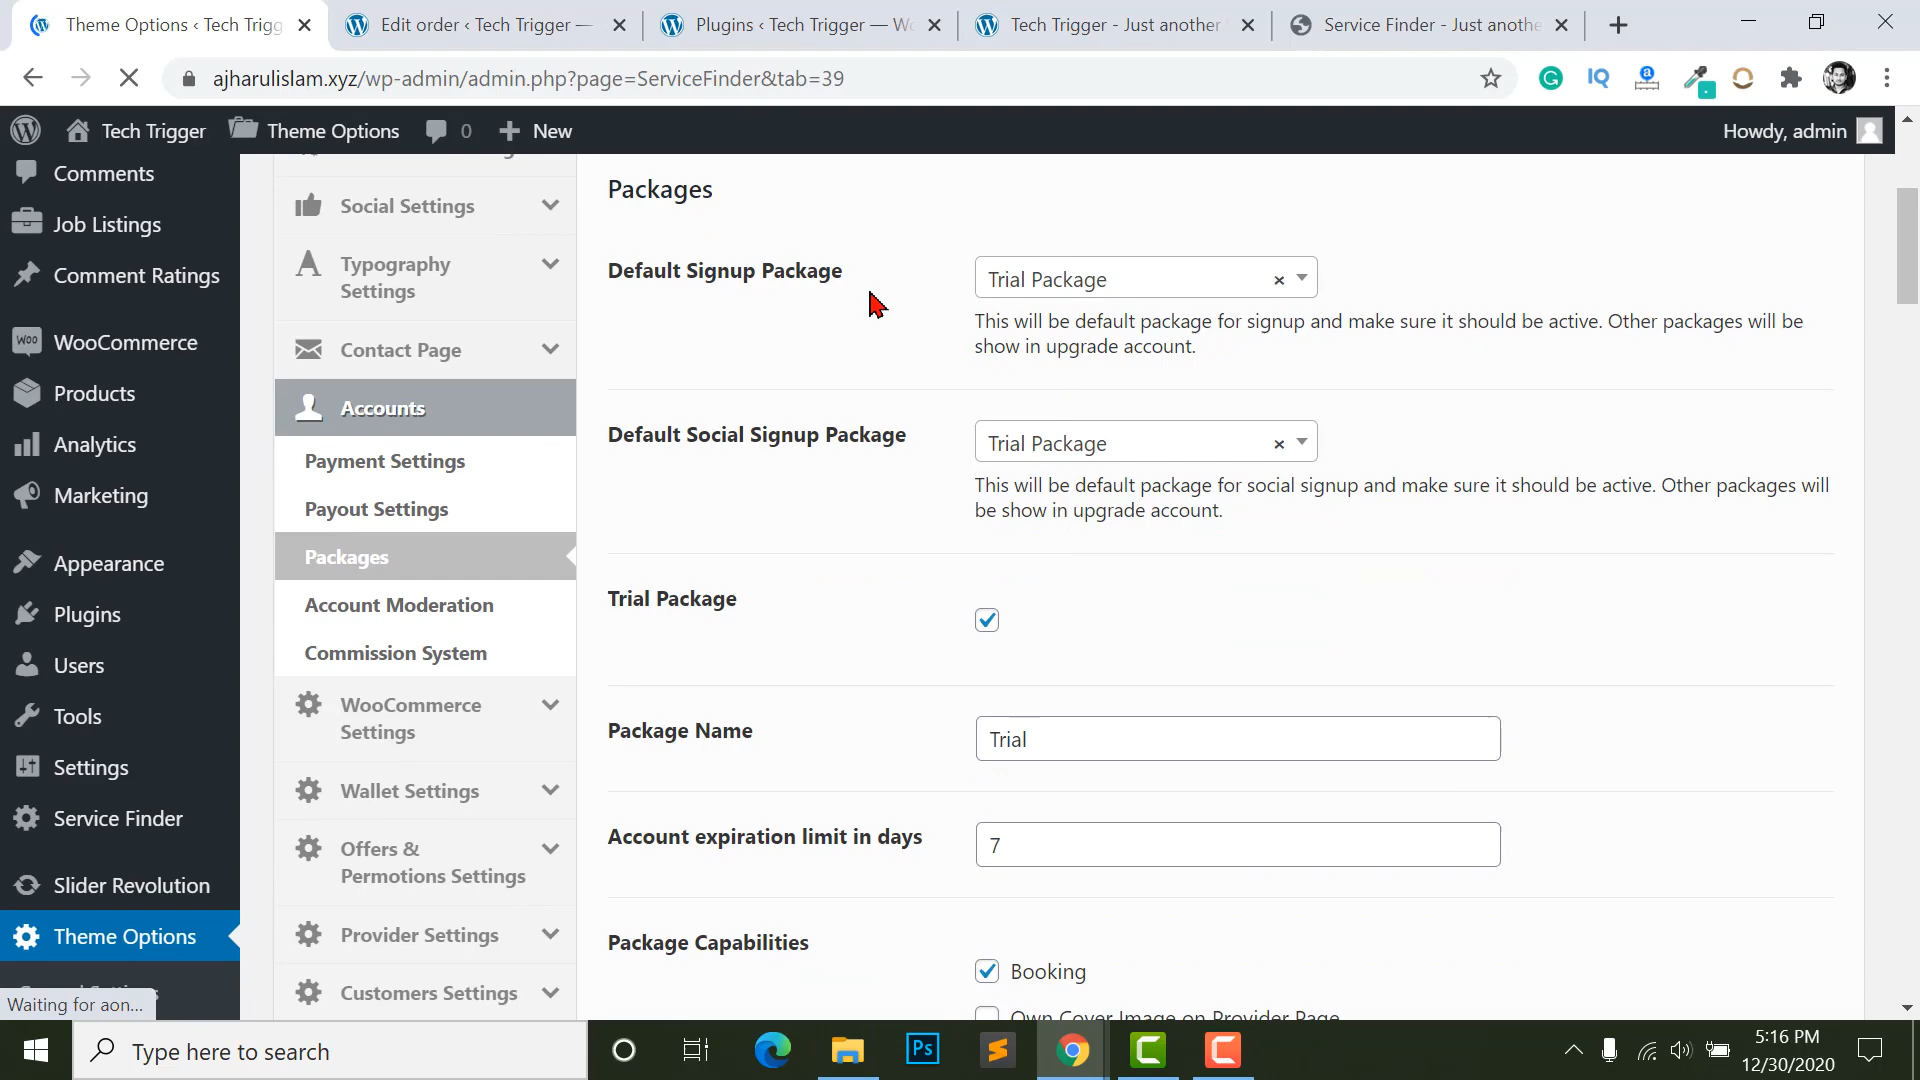 Theme Options ‹ Tech Trigg
Edit order ‹ Tech Trigger —
Plugins ‹ Tech Trigger — Wo
Tech Trigger - Just another
Service Finder - Just anothe
ajharulislam.xyz/wp-admin/admin.php?page=ServiceFinder&tab=39
Tech Trigger
Theme Options
0
New
Howdy, admin
Comments
Job Listings
Comment Ratings
WooCommerce
Products
Analytics
Marketing
Appearance
Plugins
Users
Tools
Settings
Service Finder
Slider Revolution
Theme Options
Waiting for aon...
Social Settings
Typography
Settings
Contact Page
Accounts
Payment Settings
Payout Settings
Packages
Account Moderation
Commission System
WooCommerce
Settings
Wallet Settings
Offers &
Permotions Settings
Provider Settings
Customers Settings
Packages
Default Signup Package
Trial Package
This will be default package for signup and make sure it should be active. Other packages will be
show in upgrade account.
Default Social Signup Package
Trial Package
This will be default package for social signup and make sure it should be active. Other packages will
be show in upgrade account.
Trial Package
Package Name
Trial
Account expiration limit in days
7
Package Capabilities
Booking
Own Cover Image on Provider Page
Type here to search
Ps
5:16 PM
12/30/2020